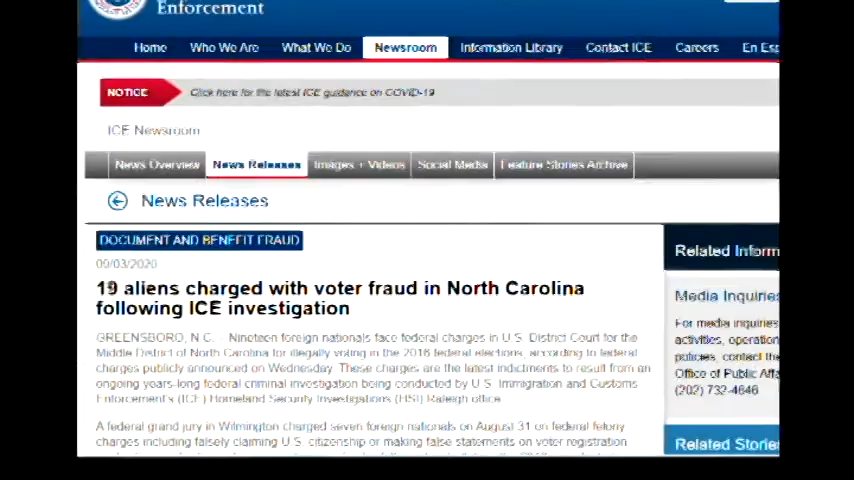 Enforcement
Home Who We Are What We Do Newsroom Information Library Contact ICE Careers En Esp
NOTICE Click here for the latest ICE guidance on COVID-19
ICE Newsroom
News Overview News Releases Images + Videos Social Media Feature Stories Archive
News Releases
DOCUMENT AND BENEFIT FRAUD
09/03/2020
19 aliens charged with voter fraud in North Carolina
following ICE investigation
GREENSBORO, N.C. Nineteen foreign nationals face federal charges in U.S. District Court for the
Middle District of North Carolina for illegally voting in the 2016 federal elections, according to federal
charges publicly announced on Wednesday. These charges are the latest indictments to result from an
ongoing years-long federal criminal investigation being conducted by U.S. Immigration and Customs
Enforcement's (ICE) Homeland Security Investigations (HSI) Raleigh office.
A federal grand jury in Wilmington charged seven foreign nationals on August 31 on federal felony
charges including falsely claiming U.S. citizenship or making false statements on voter registration
Related Inform
Media Inquiries
For media inquiries
activities, operation
policies, contact the
Office of Public Affa
(202) 732-4646
Related Stories